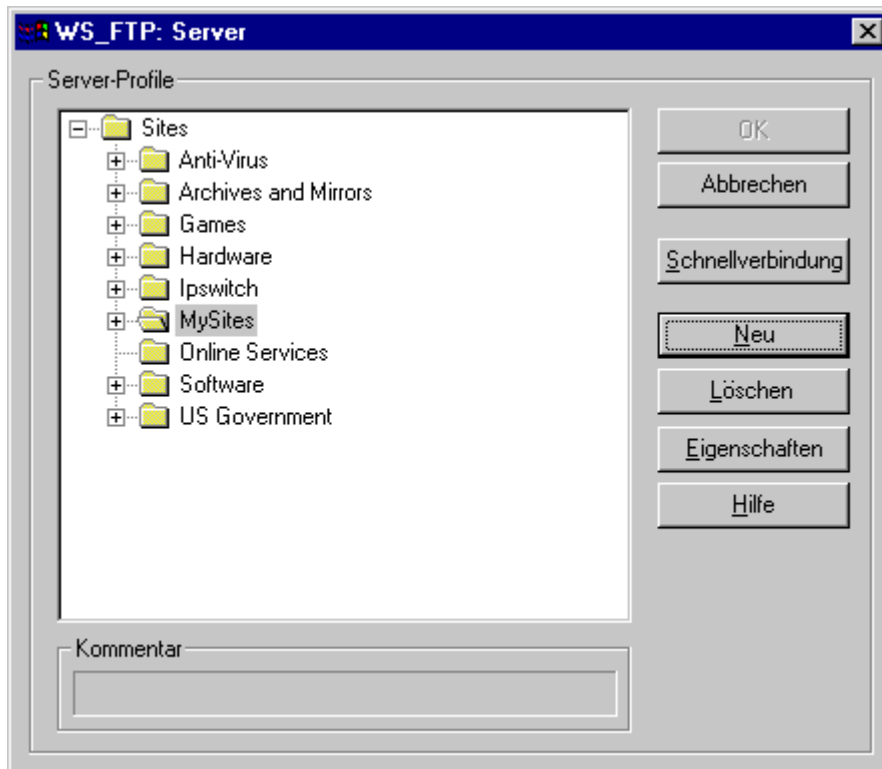 WS_FTP: Server
Server-Profile
Sites
Anti-Virus
Archives and Mirrors
Games
Hardware
Ipswitch
MySites
Online Services
Software
US Government
OK
Abbrechen
Schnellverbindung
Neu
Löschen
Eigenschaften
Hilfe
Kommentar